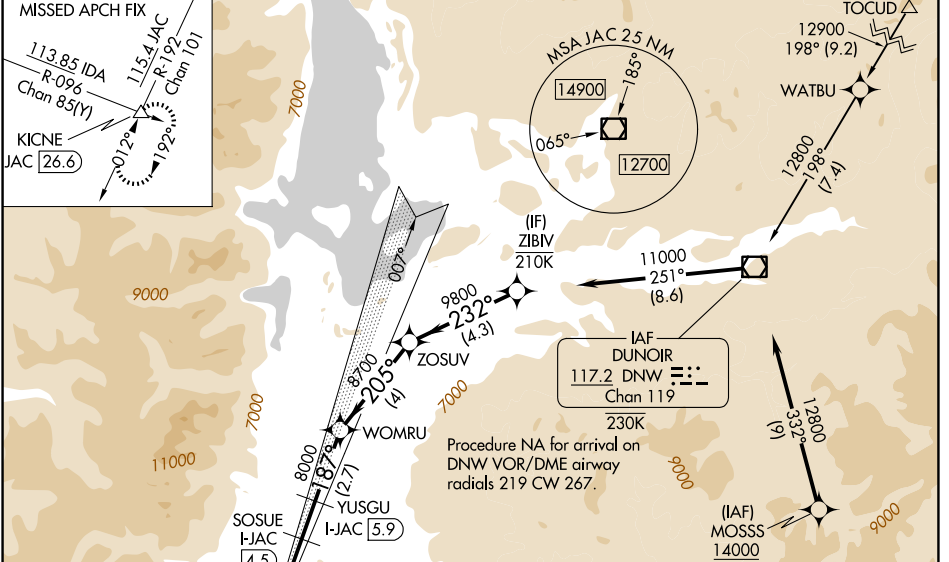 MISSED APCH FIX
113.85 IDA
R-096
Chan 85(Y)
115.4 JAC
R-192
Chan 101
KICNE
JAC 26.6
012°
192°
7000
MSA JAC 25 NM
14900
185°
065°
12700
TOCUD
12900
198° (9.2)
WATBU
12800
198°
(7.4)
(IF)
ZIBIV
210K
11000
251°
(8.6)
007°
9800
232°
(4.3)
ZOSUV
9000
8700
205°
(4)
WOMRU
7000
7000
11000
8000
187°
(2.7)
YUSGU
I-JAC 5.9
SOSUE
I-JAC
4.5
IAF
DUNOIR
117.2 DNW
Chan 119
230K
Procedure NA for arrival on
DNW VOR/DME airway
radials 219 CW 267.
12800
332°
(9)
9000
(IAF)
MOSSS
14000
9000